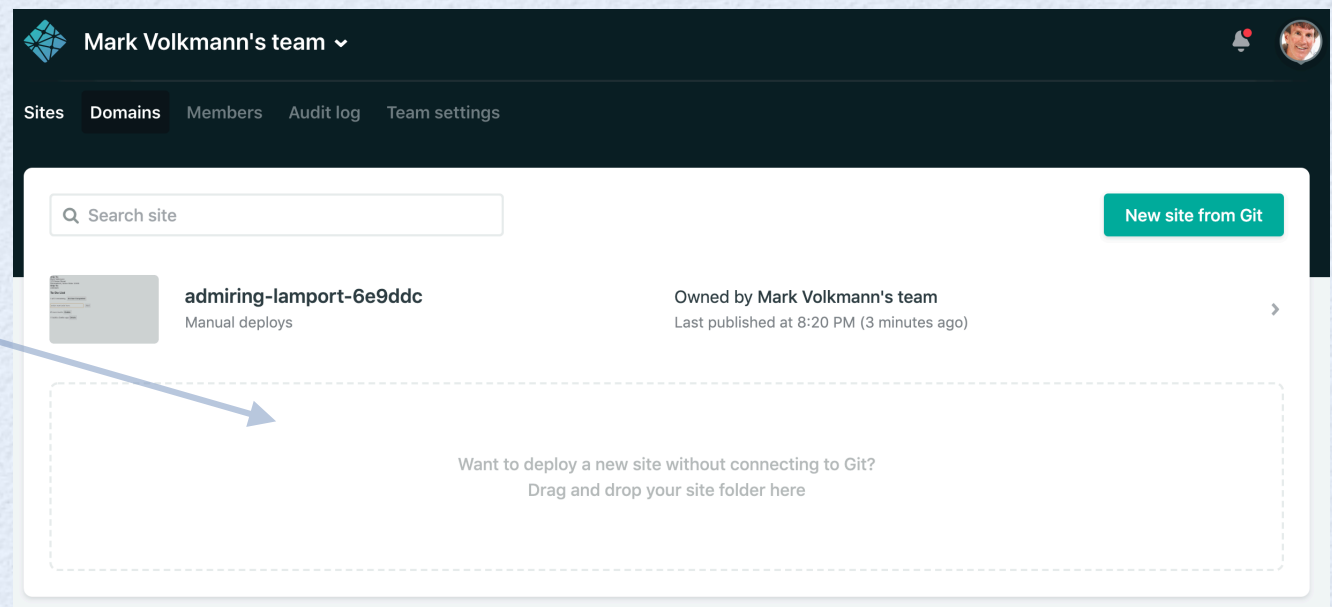 Mark Volkmann's team
Sites Domains Members Audit log Team settings
Search site
New site from Git
admiring-lamport-6e9ddc
Manual deploys
Owned by Mark Volkmann's team
Last published at 8:20 PM (3 minutes ago)
Want to deploy a new site without connecting to Git?
Drag and drop your site folder here